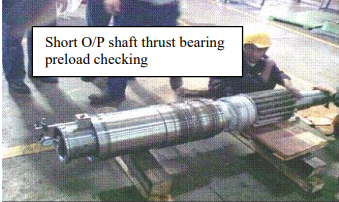 Short O/P shaft thrust bearing
preload checking